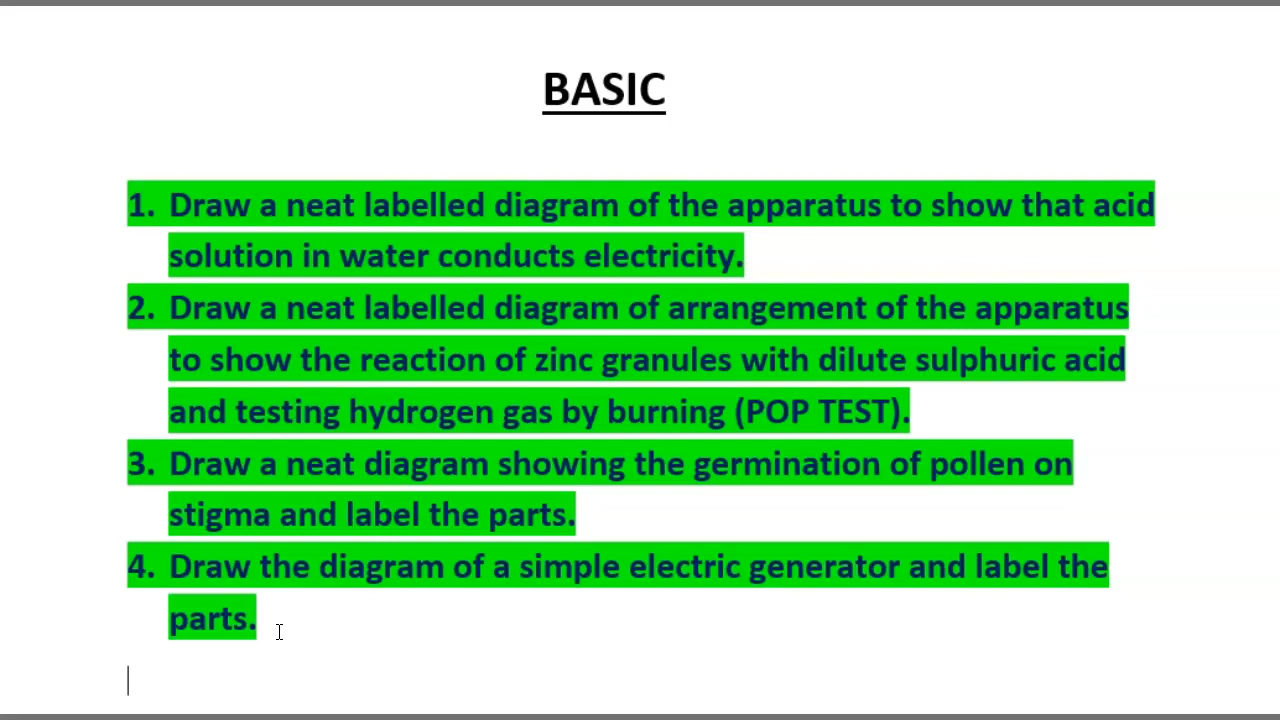 BASIC
1. Draw a neat labelled diagram of the apparatus to show that acid
solution in water conducts electricity.
2. Draw a neat labelled diagram of arrangement of the apparatus
to show the reaction of zinc granules with dilute sulphuric acid
and testing hydrogen gas by burning (POP TEST).
3. Draw a neat diagram showing the germination of pollen on
stigma and label the parts.
4. Draw the diagram of a simple electric generator and label the
parts.